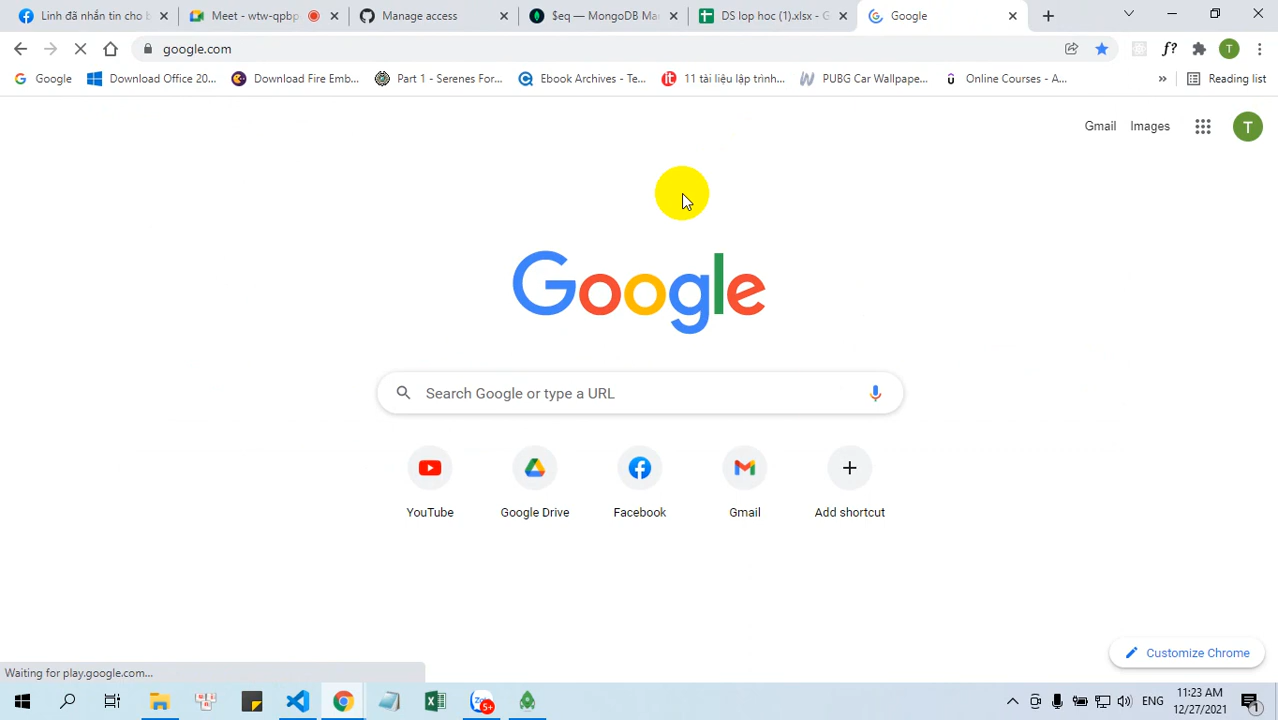 Linh đã nhắn tin cho b
Meet - wtw-qpbp
Manage access
$eq — MongoDB Ma
DS lop hoc (1).xlsx - G
Google
google.com
f?
T
Google
Download Office 20...
Download Fire Emb...
Part 1 - Serenes For...
Ebook Archives - Te...
it
11 tài liệu lập trình...
PUBG Car Wallpape...
Online Courses - A...
»
Reading list
Gmail
Images
T
Google
Search Google or type a URL
YouTube
Google Drive
Facebook
Gmail
Add shortcut
Customize Chrome
Waiting for play.google.com...
Zalo
5+
ENG
11:23 AM
12/27/2021
1